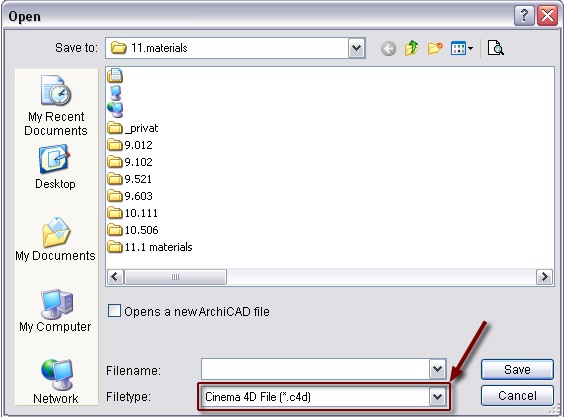 Open
Save to: 11.materials
My Recent
Documents
Desktop
My Documents
My Computer
Network
_privat
9.012
9.102
9.521
9.603
10.111
10.506
11.1 materials
Opens a new ArchiCAD file
Filename:
Save
Filetype: Cinema 4D File (*.c4d)
Cancel